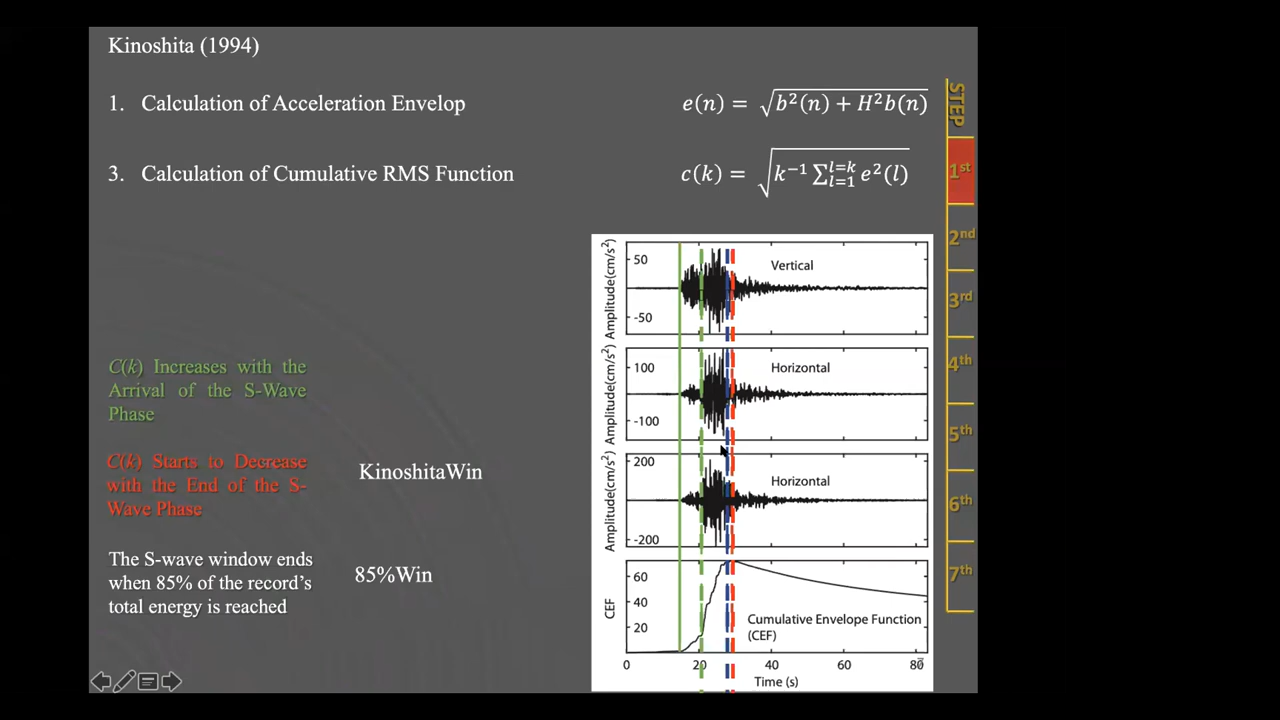 Kinoshita (1994)
1. Calculation of Acceleration Envelop
e(n) = √b²(n) + H²b(n)
3. Calculation of Cumulative RMS Function
c(k) = √k⁻¹ ∑ₗ₌₁ˡ⁼ᵏ e²(l)
STEP
1st
2nd
3rd
4th
5th
6th
7th
C(k) Increases with the
Arrival of the S-Wave
Phase
C(k) Starts to Decrease
with the End of the S-
Wave Phase
KinoshitaWin
The S-wave window ends
when 85% of the record's
total energy is reached
85%Win
Amplitude(cm/s²)
50
-50
Vertical
Amplitude(cm/s²)
100
-100
Horizontal
Amplitude(cm/s²)
200
-200
Horizontal
CEF
60
40
20
Cumulative Envelope Function
(CEF)
0 20 40 60 80
Time (s)